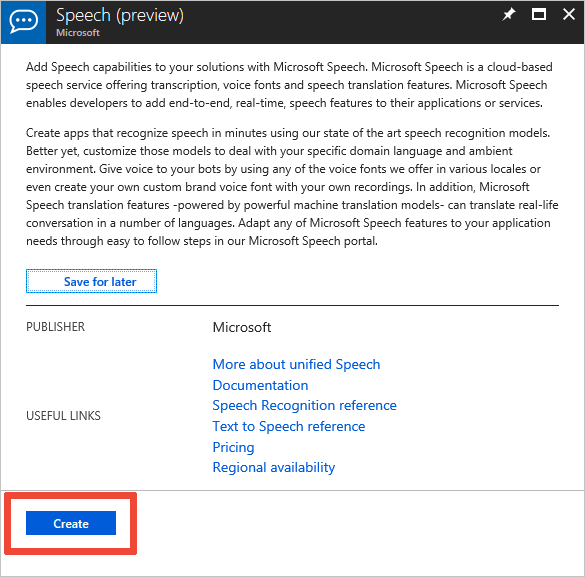 Speech (preview)
Microsoft
Add Speech capabilities to your solutions with Microsoft Speech. Microsoft Speech is a cloud-based
speech service offering transcription, voice fonts and speech translation features. Microsoft Speech
enables developers to add end-to-end, real-time, speech features to their applications or services.
Create apps that recognize speech in minutes using our state of the art speech recognition models.
Better yet, customize those models to deal with your specific domain language and ambient
environment. Give voice to your bots by using any of the voice fonts we offer in various locales or
even create your own custom brand voice font with your own recordings. In addition, Microsoft
Speech translation features -powered by powerful machine translation models- can translate real-life
conversation in a number of languages. Adapt any of Microsoft Speech features to your application
needs through easy to follow steps in our Microsoft Speech portal.
Save for later
PUBLISHER Microsoft
USEFUL LINKS
More about unified Speech
Documentation
Speech Recognition reference
Text to Speech reference
Pricing
Regional availability
Create